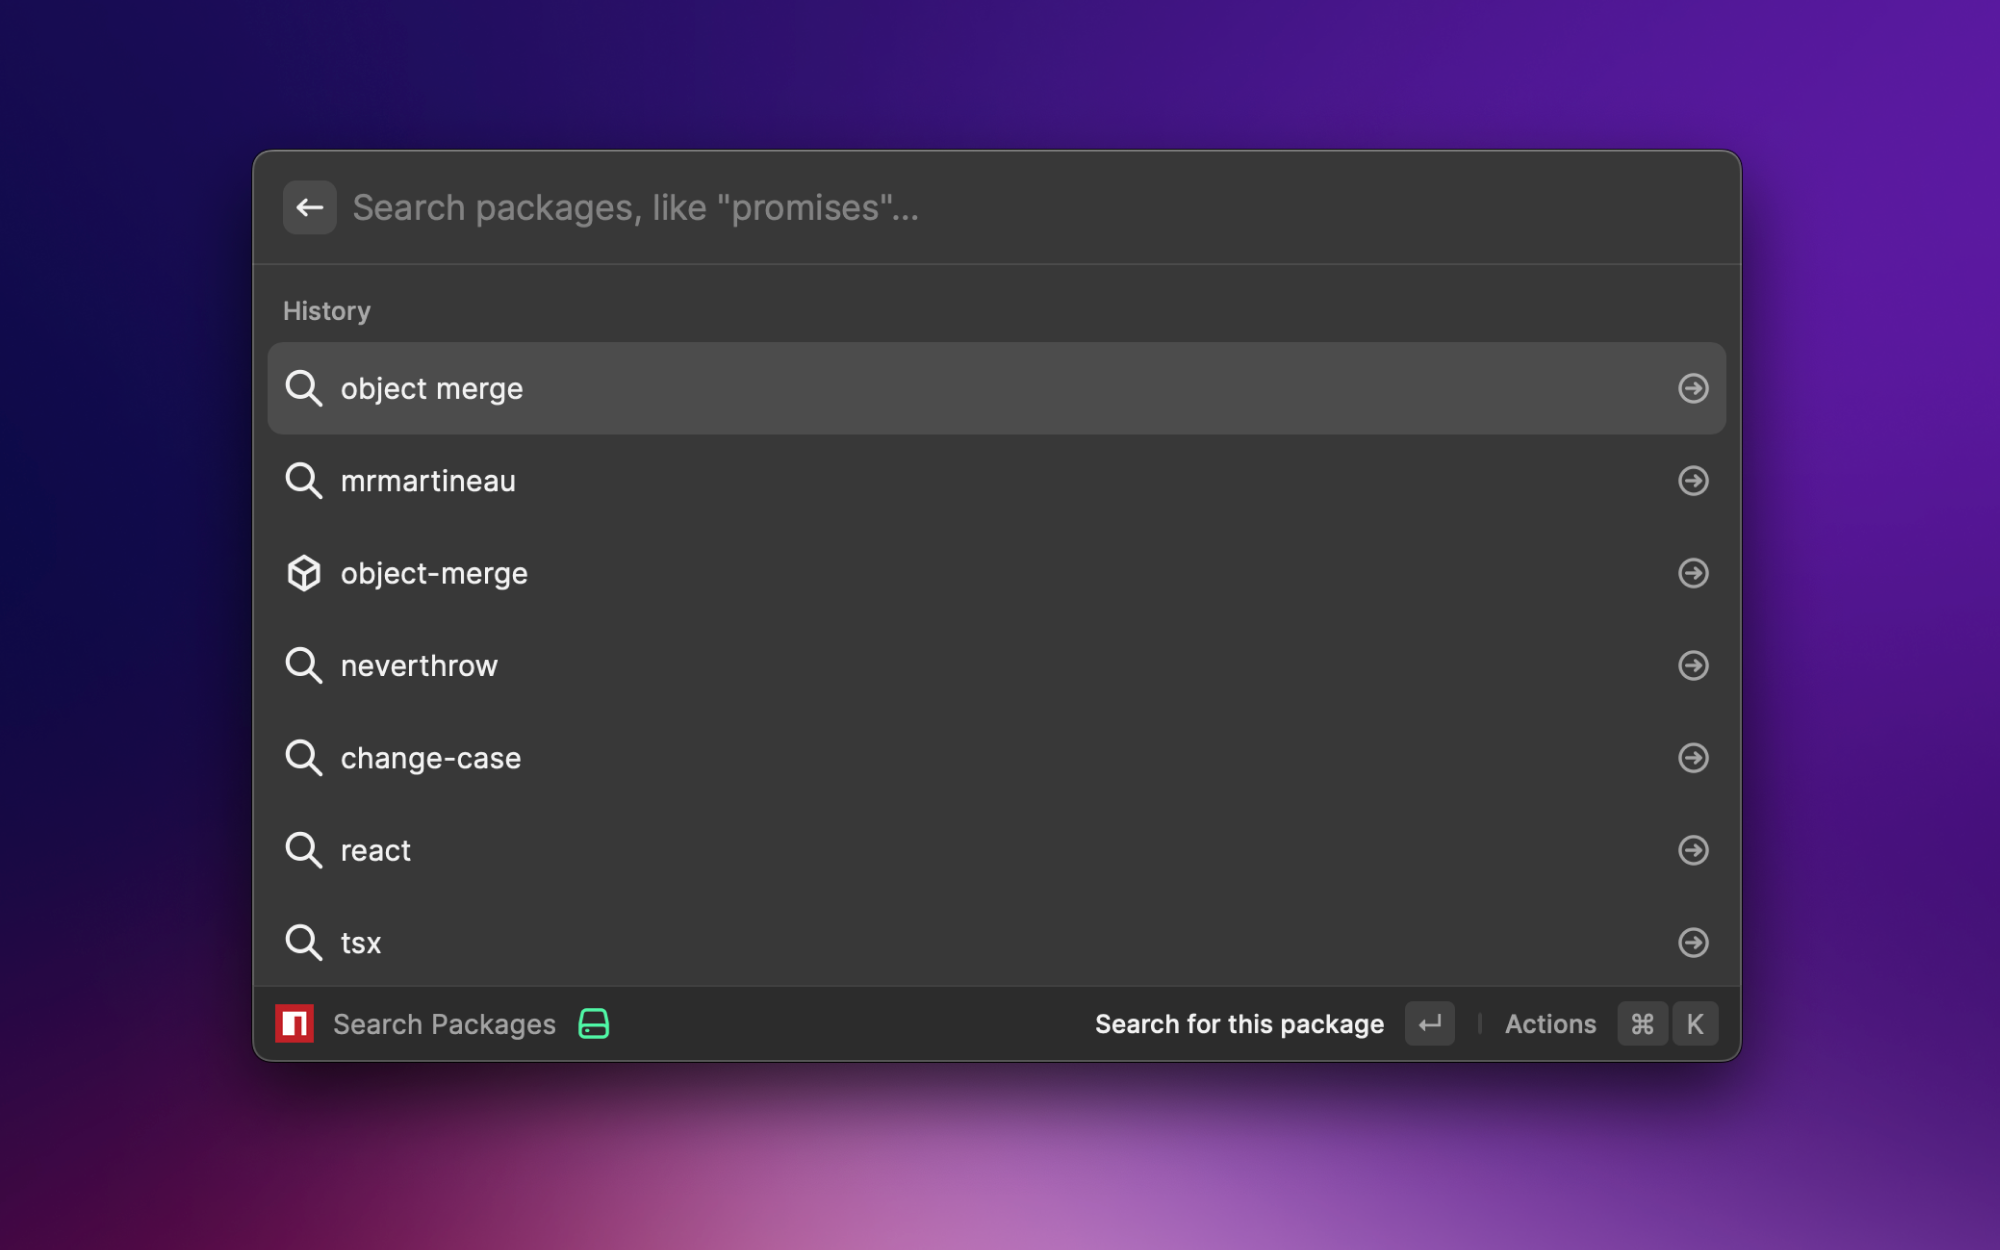 Search packages, like "promises"...
History
object merge
mrmartineau
object-merge
neverthrow
change-case
react
tsx
Search Packages
Search for this package ↵ | Actions ⌘ K